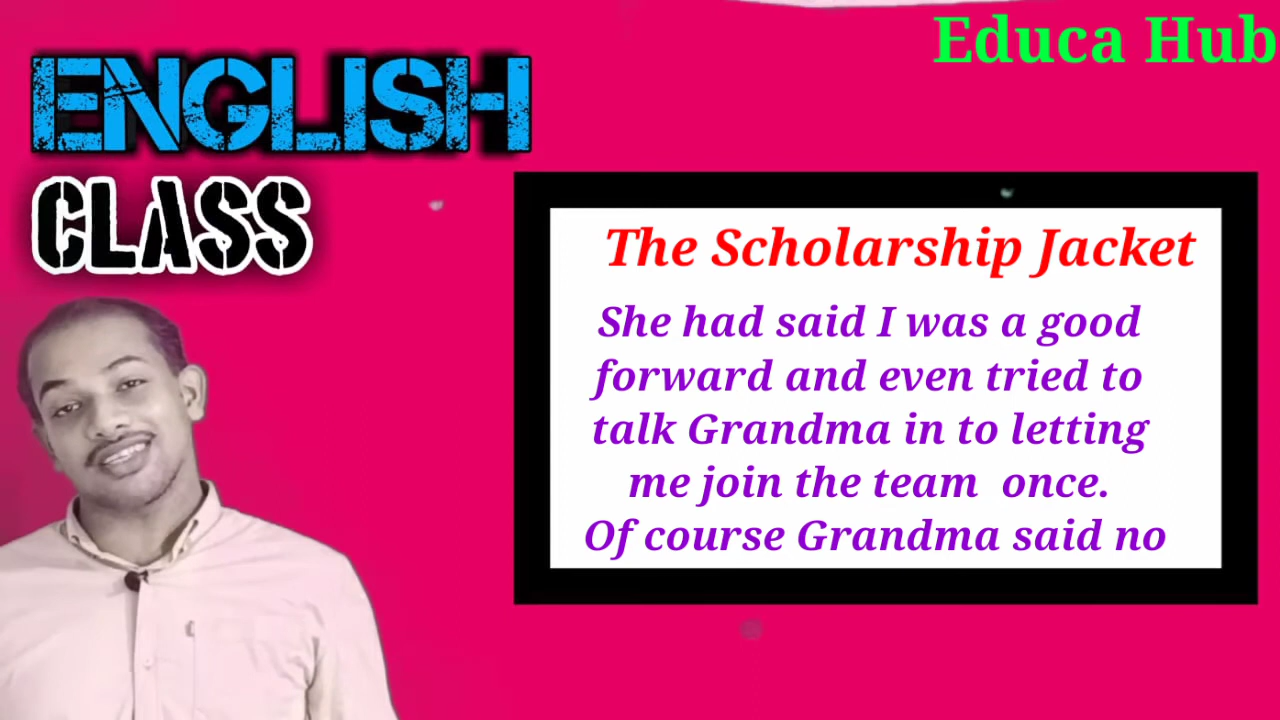 Educa Hub
ENGLISH
CLASS
The Scholarship Jacket
She had said I was a good
forward and even tried to
talk Grandma in to letting
me join the team once.
Of course Grandma said no